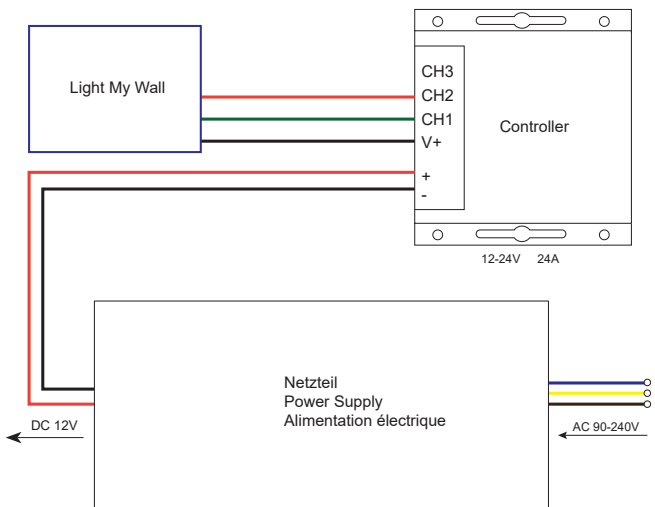 Light My Wall
CH3
CH2
CH1
V+
+
-
Controller
12-24V 24A
Netzteil
Power Supply
Alimentation électrique
DC 12V
AC 90-240V